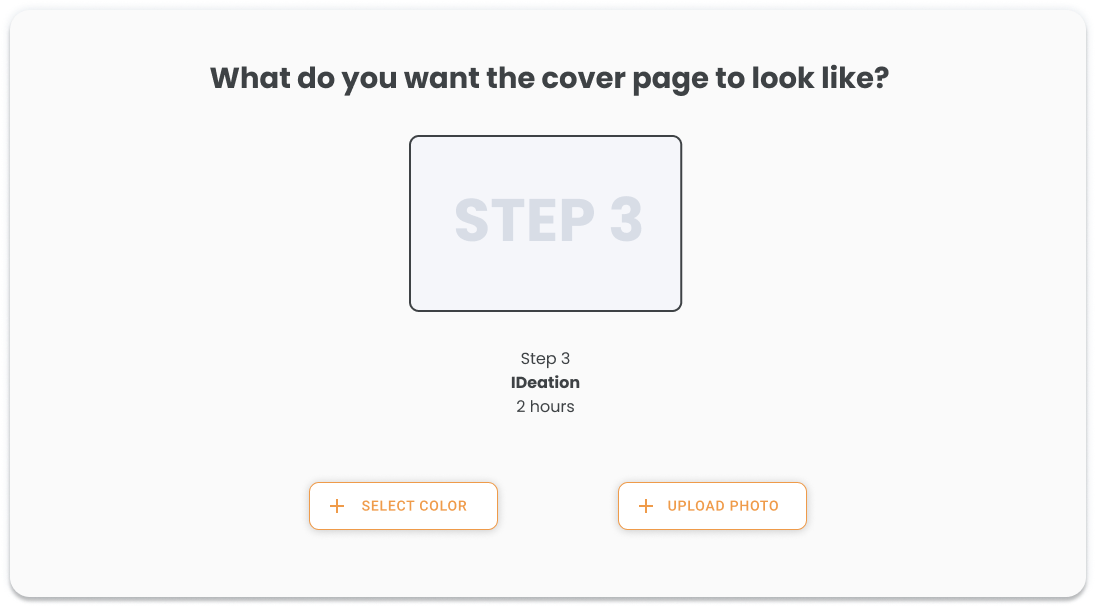 What do you want the cover page to look like?
STEP 3
Step 3
IDeation
2 hours
+ SELECT COLOR
+ UPLOAD PHOTO